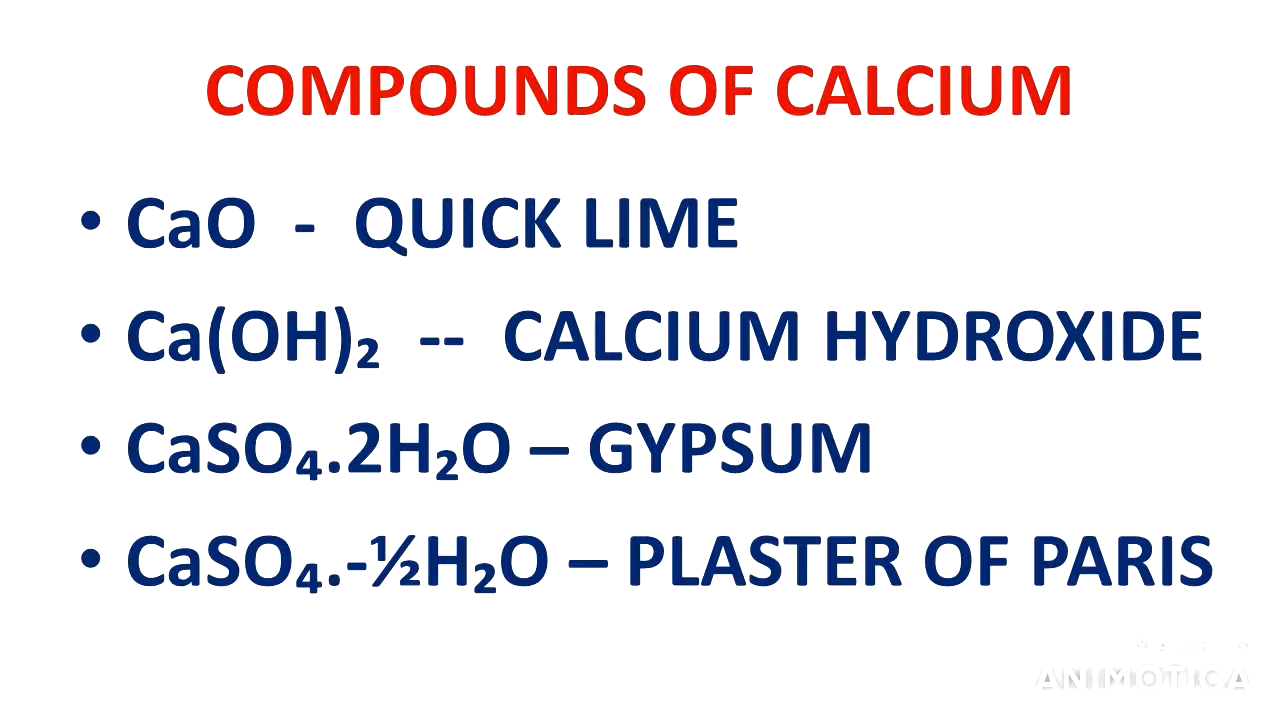 COMPOUNDS OF CALCIUM
• CaO - QUICK LIME
• Ca(OH)₂ -- CALCIUM HYDROXIDE
• CaSO₄.2H₂O – GYPSUM
• CaSO₄.-½H₂O – PLASTER OF PARIS
ANIMOTICA